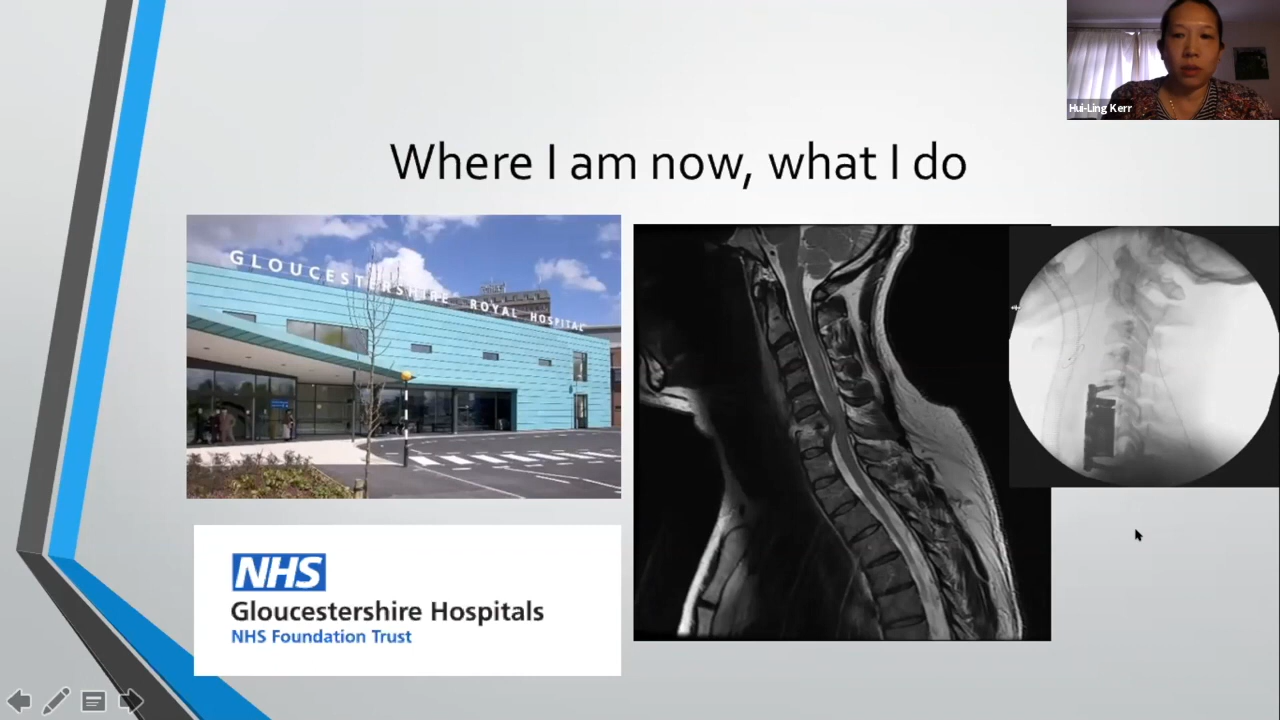 Hui-Ling Kerr
Where I am now, what I do
GLOUCESTERSHIRE ROYAL HOSPITAL
NHS
Gloucestershire Hospitals
NHS Foundation Trust